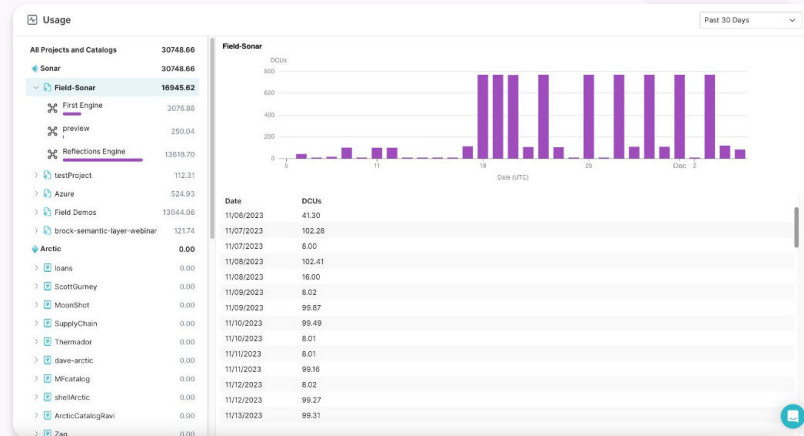 Usage
Past 30 Days
All Projects and Catalogs 30748.66
Sonar 30748.66
Field-Sonar 16945.62
First Engine 3076.88
preview 250.04
Reflections Engine 13618.70
testProject 112.31
Azure 524.93
Field Demos 13044.06
brock-semantic-layer-webinar 121.74
Arctic 0.00
loans 0.00
ScottGurney 0.00
MoonShot 0.00
SupplyChain 0.00
Thermador 0.00
dave-arctic 0.00
MFcatalog 0.00
shellArctic 0.00
ArcticCatalogRavi 0.00
Zag 0.00
Field-Sonar
DCUs
800
600
400
200
0
5 11 18 25 Dec 2
Date (UTC)
Date DCUs
11/06/2023 41.30
11/07/2023 102.28
11/07/2023 8.00
11/08/2023 102.41
11/08/2023 16.00
11/09/2023 8.02
11/09/2023 99.87
11/10/2023 99.49
11/10/2023 8.01
11/11/2023 8.01
11/11/2023 99.16
11/12/2023 8.02
11/12/2023 99.27
11/13/2023 99.31